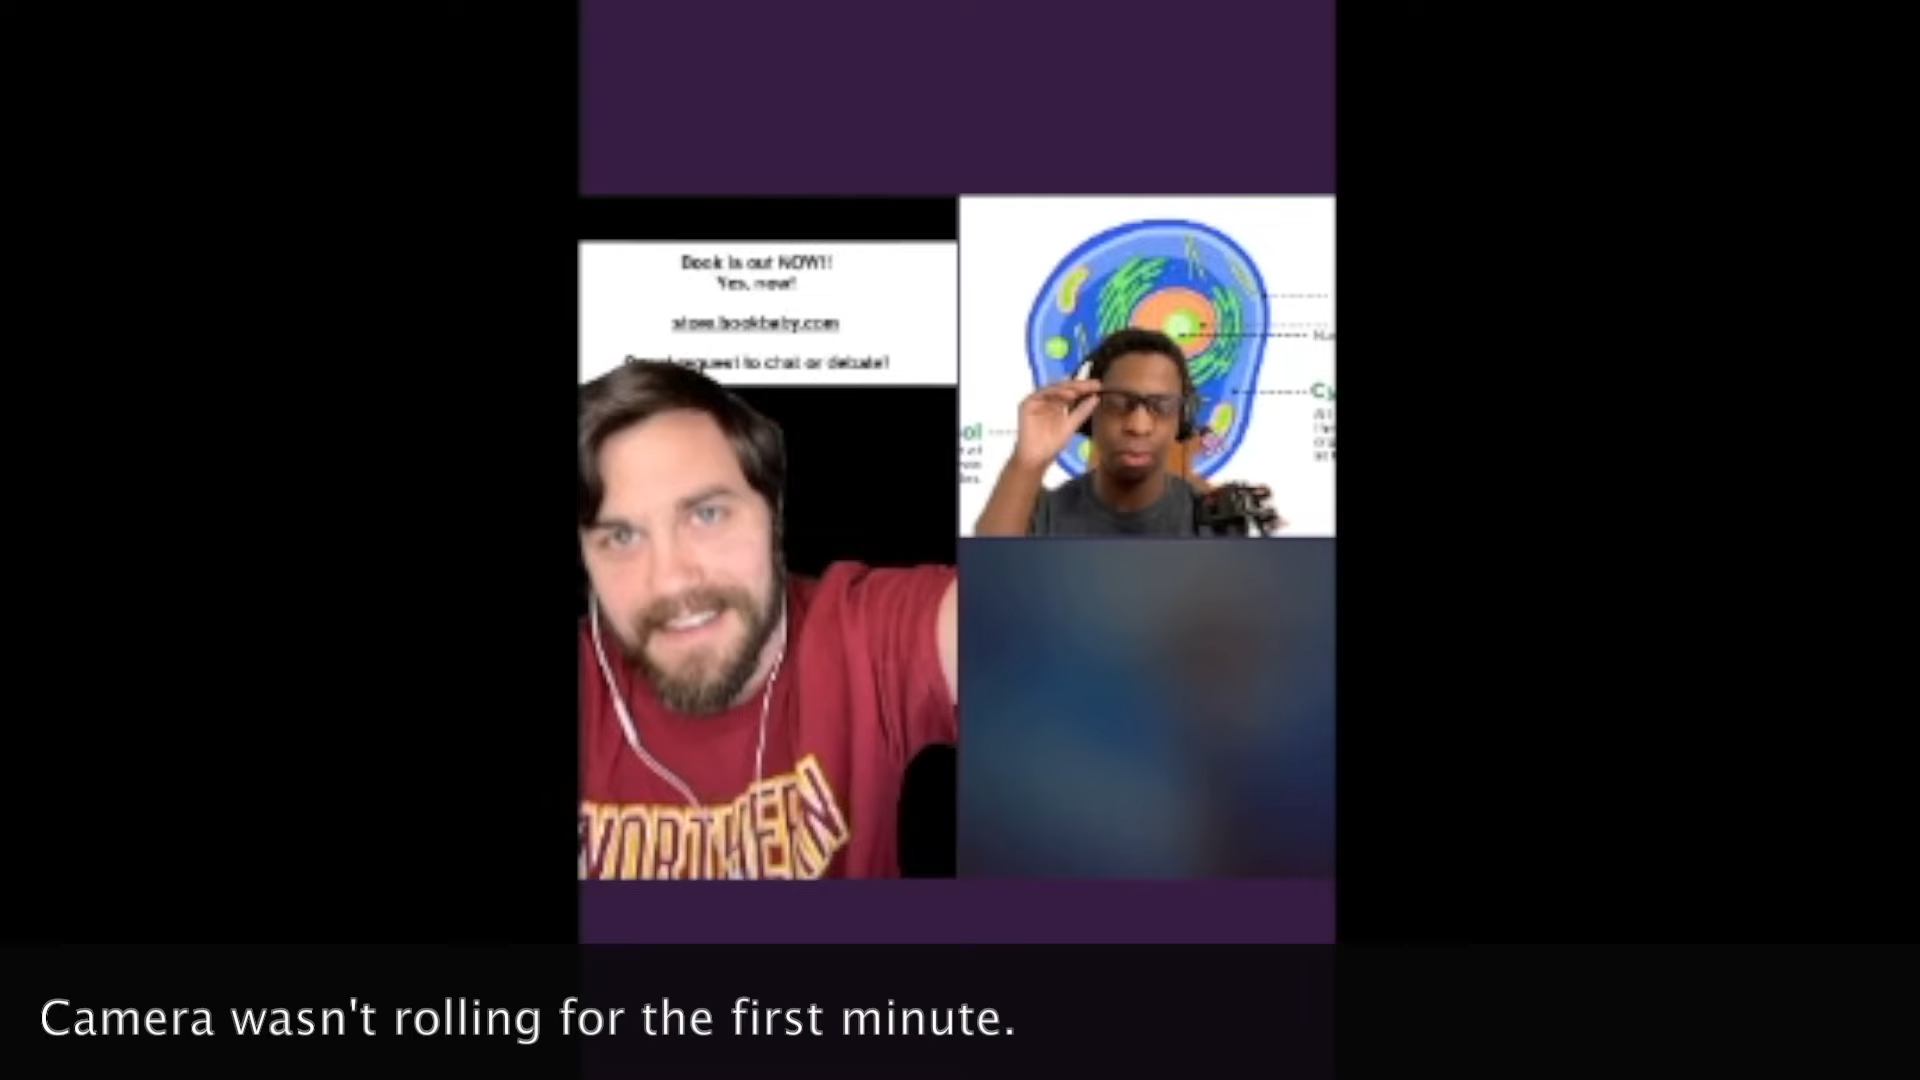 Book is out NOW!!
Yes, now!
store.bookbaby.com
request to chat or debate!
NORTHERN
Camera wasn't rolling for the first minute.